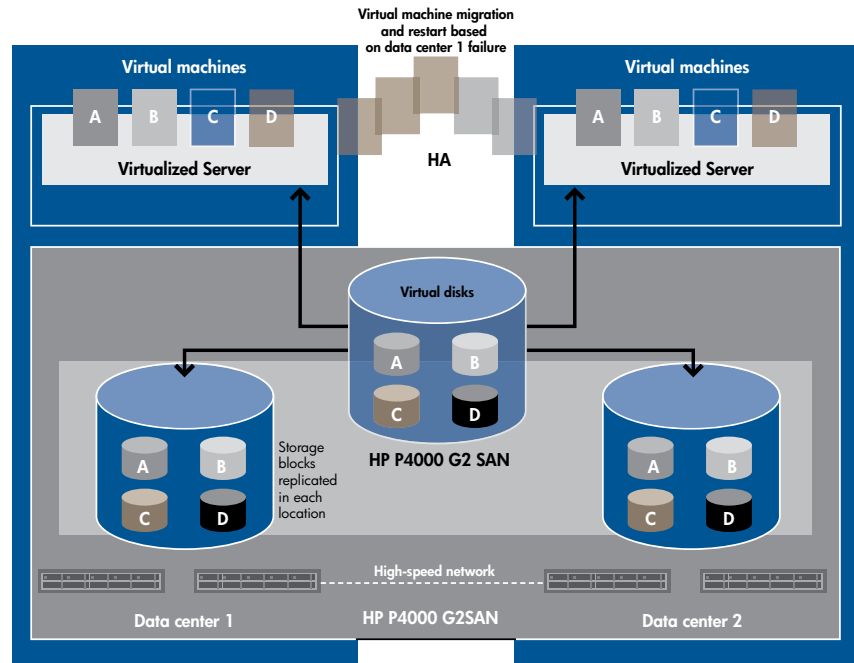 Virtual machine migration
and restart based
on data center 1 failure
Virtual machines
A B C D
Virtualized Server
HA
Virtual machines
A B C D
Virtualized Server
Virtual disks
A B
C D
HP P4000 G2 SAN
A B
C D
Storage
blocks
replicated
in each
location
A B
C D
High-speed network
Data center 1
HP P4000 G2SAN
Data center 2